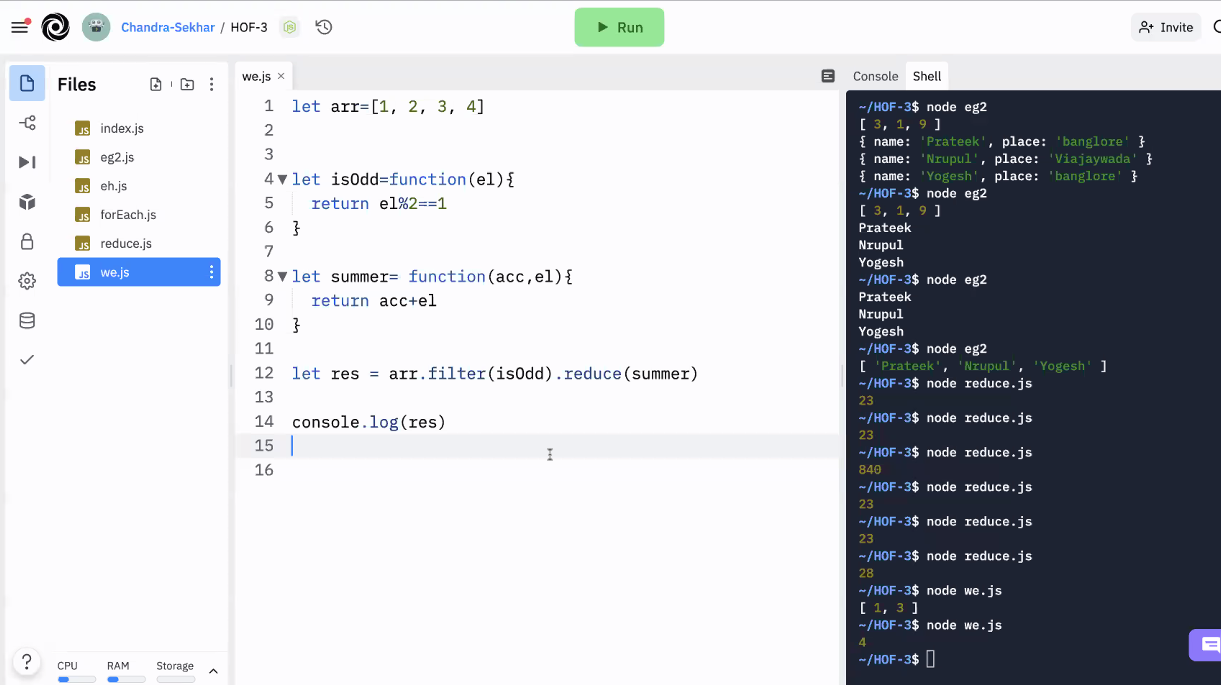 Chandra-Sekhar / HOF-3
Run
Invite
Files
index.js
eg2.js
eh.js
forEach.js
reduce.js
we.js
CPU RAM Storage
we.js ×
1 let arr=[1, 2, 3, 4]
2
3
4 let isOdd=function(el){
5 return el%2==1
6 }
7
8 let summer= function(acc,el){
9 return acc+el
10 }
11
12 let res = arr.filter(isOdd).reduce(summer)
13
14 console.log(res)
15
16
Console Shell
~/HOF-3$ node eg2
[ 3, 1, 9 ]
{ name: 'Prateek', place: 'banglore' }
{ name: 'Nrupul', place: 'Viajaywada' }
{ name: 'Yogesh', place: 'banglore' }
~/HOF-3$ node eg2
[ 3, 1, 9 ]
Prateek
Nrupul
Yogesh
~/HOF-3$ node eg2
Prateek
Nrupul
Yogesh
~/HOF-3$ node eg2
[ 'Prateek', 'Nrupul', 'Yogesh' ]
~/HOF-3$ node reduce.js
23
~/HOF-3$ node reduce.js
23
~/HOF-3$ node reduce.js
840
~/HOF-3$ node reduce.js
23
~/HOF-3$ node reduce.js
23
~/HOF-3$ node reduce.js
28
~/HOF-3$ node we.js
[ 1, 3 ]
~/HOF-3$ node we.js
4
~/HOF-3$